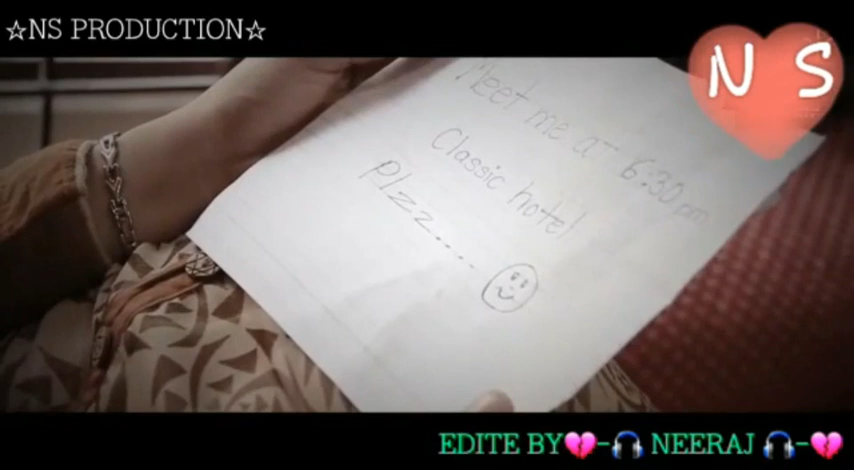 ☆NS PRODUCTION☆
N S
Meet me at 6:30 pm
Classic hotel
Plzz....
EDITE BY💔-🎧 NEERAJ 🎧-💔